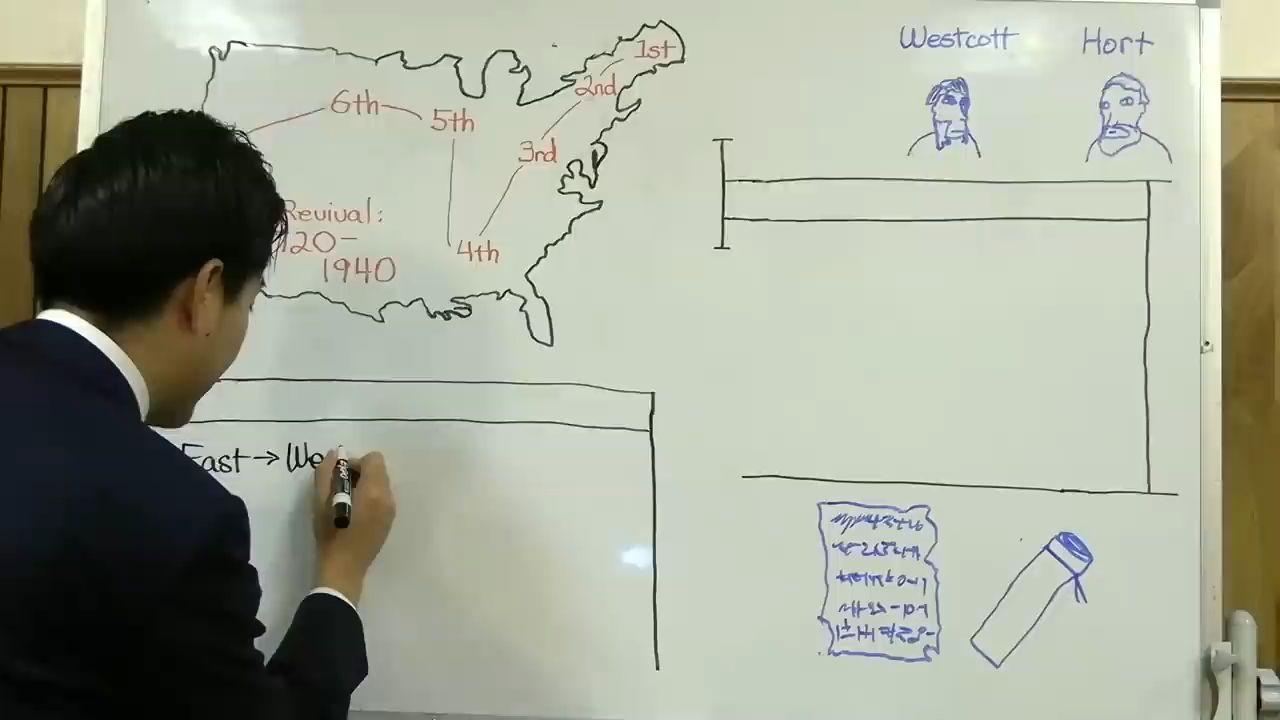 Westcott Hort
1st
2nd
6th
5th
3rd
Revival:
1940
4th
East → We